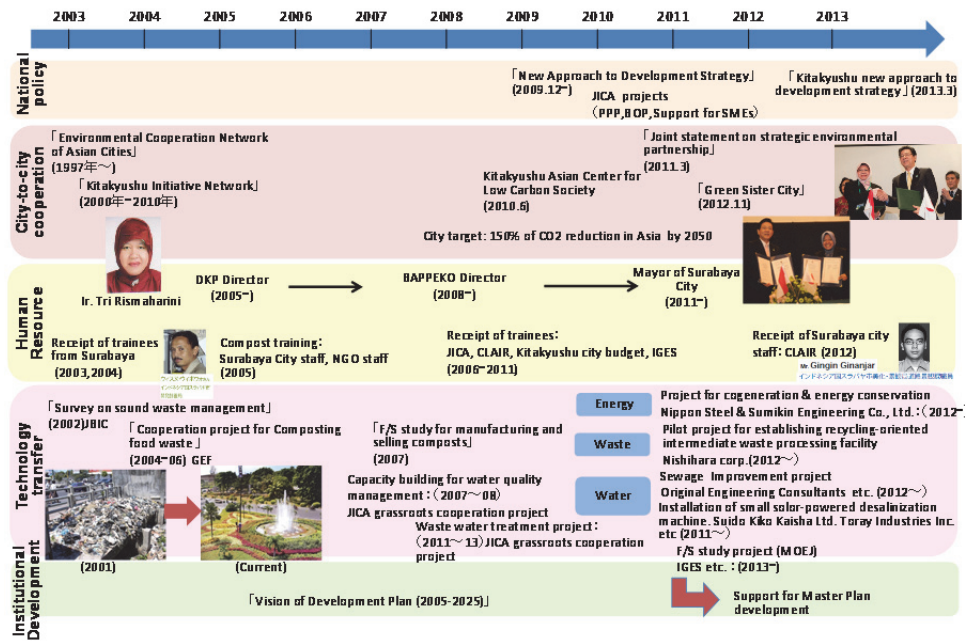 2003 2004 2005 2006 2007 2008 2009 2010 2011 2012 2013
National policy
「New Approach to Development Strategy」
(2009.12-)
JICA projects
(PPP,BOP,Support for SMEs)
「Kitakyushu new approach to
development strategy」(2013.3)
City-to-city cooperation
「Environmental Cooperation Network
of Asian Cities」
(1997年～)
「Kitakyushu Initiative Network」
(2000年-2010年)
Kitakyushu Asian Center for
Low Carbon Society
(2010.6)
「Joint statement on strategic environmental
partnership」
(2011.3)
「Green Sister City」
(2012.11)
City target: 150% of CO2 reduction in Asia by 2050
Human Resource
Ir. Tri Rismaharini
DKP Director
(2005-)
BAPPEKO Director
(2008-)
Mayor of Surabaya
City
(2011-)
Receipt of trainees
from Surabaya
(2003,2004)
Compost training:
Surabaya City staff, NGO staff
(2005)
Receipt of trainees:
JICA, CLAIR, Kitakyushu city budget, IGES
(2006-2011)
Receipt of Surabaya city
staff: CLAIR (2012)
Mr. Gingin Ginanjar
Technology transfer
「Survey on sound waste management」
(2002)JBIC
「Cooperation project for Composting
food waste」
(2004-06) GEF
(2001)
(Current)
「F/S study for manufacturing and
selling composts」
(2007)
Capacity building for water quality
management：(2007～08)
JICA grassroots cooperation project
Waste water treatment project：
(2011～13)JICA grassroots cooperation
project
Energy
Project for cogeneration & energy conservation
Nippon Steel & Sumikin Engineering Co., Ltd.：(2012-)
Waste
Pilot project for establishing recycling-oriented
intermediate waste processing facility
Nishihara corp.(2012～)
Water
Sewage Improvement project
Original Engineering Consultants etc. (2012～)
Installation of small solor-powered desalinization
machine. Suido Kiko Kaisha Ltd. Toray Industries Inc.
etc (2011～)
F/S study project (MOEJ)
IGES etc.：(2013-)
Institutional Development
「Vision of Development Plan (2005-2025)」
Support for Master Plan
development